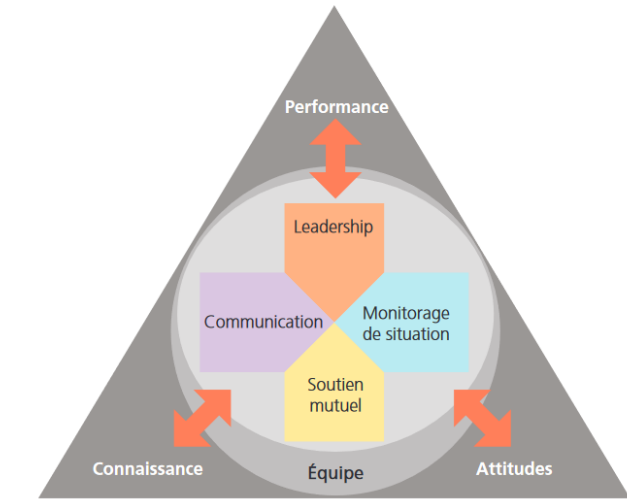 Performance
Leadership
Communication
Monitorage
de situation
Soutien
mutuel
Connaissance
Équipe
Attitudes